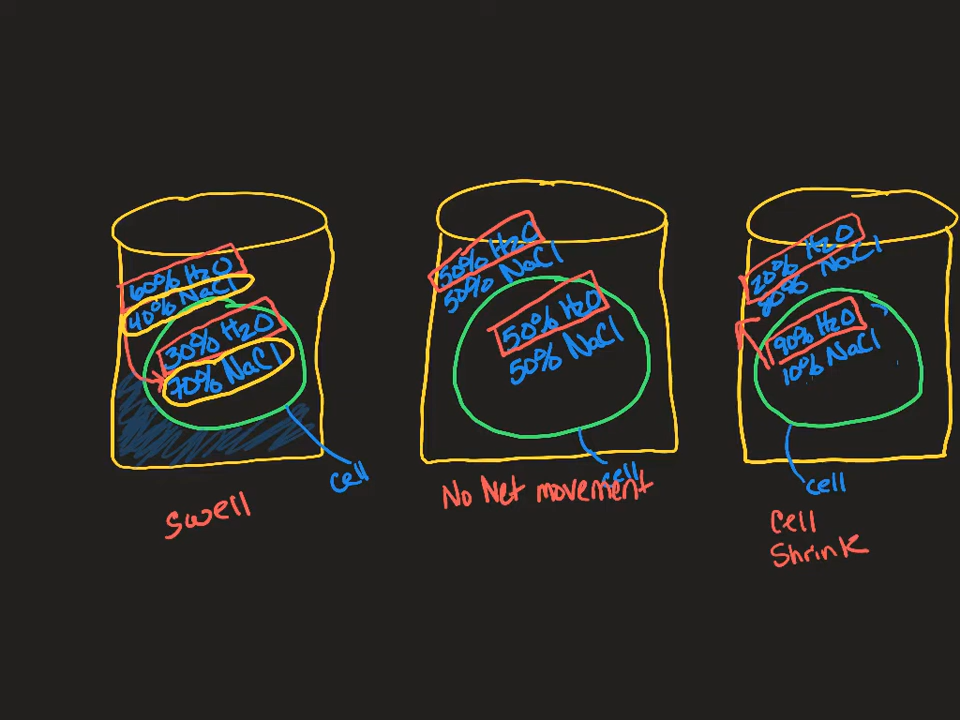 60% H2O
40% NaCl
30% H2O
70% NaCl
cell
swell
50% H2O
50% NaCl
50% H2O
50% NaCl
cell
No Net movement
20% H2O
80% NaCl
90% H2O
10% NaCl
cell
Cell
Shrink